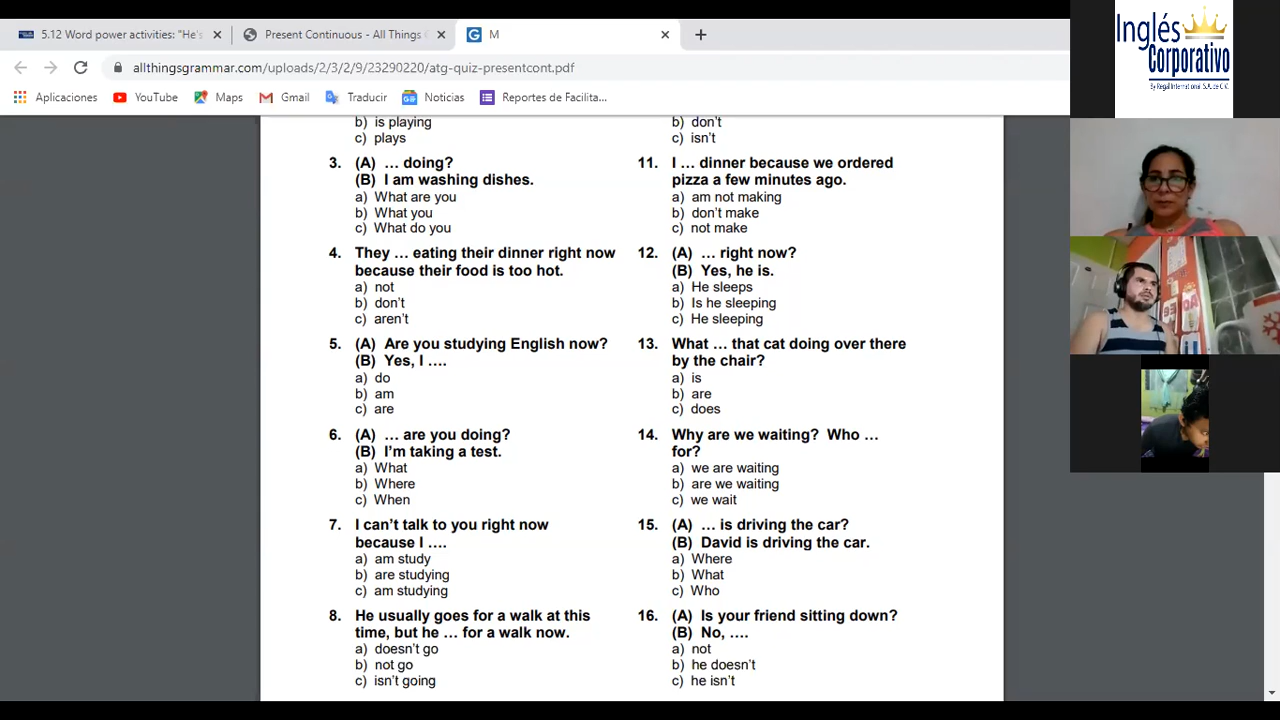 5.12 Word power activities: "He's
Present Continuous - All Things
M
allthingsgrammar.com/uploads/2/3/2/9/23290220/atg-quiz-presentcont.pdf
Aplicaciones
YouTube
Maps
Gmail
Traducir
Noticias
Reportes de Facilita...
b) is playing
c) plays
3. (A) … doing?
(B) I am washing dishes.
a) What are you
b) What you
c) What do you
4. They … eating their dinner right now
because their food is too hot.
a) not
b) don't
c) aren't
5. (A) Are you studying English now?
(B) Yes, I ….
a) do
b) am
c) are
6. (A) … are you doing?
(B) I'm taking a test.
a) What
b) Where
c) When
7. I can't talk to you right now
because I ….
a) am study
b) are studying
c) am studying
8. He usually goes for a walk at this
time, but he … for a walk now.
a) doesn't go
b) not go
c) isn't going
b) don't
c) isn't
11. I … dinner because we ordered
pizza a few minutes ago.
a) am not making
b) don't make
c) not make
12. (A) … right now?
(B) Yes, he is.
a) He sleeps
b) Is he sleeping
c) He sleeping
13. What … that cat doing over there
by the chair?
a) is
b) are
c) does
14. Why are we waiting? Who …
for?
a) we are waiting
b) are we waiting
c) we wait
15. (A) … is driving the car?
(B) David is driving the car.
a) Where
b) What
c) Who
16. (A) Is your friend sitting down?
(B) No, ….
a) not
b) he doesn't
c) he isn't
Inglés
Corporativo
By Regal International S.A. de C.V.